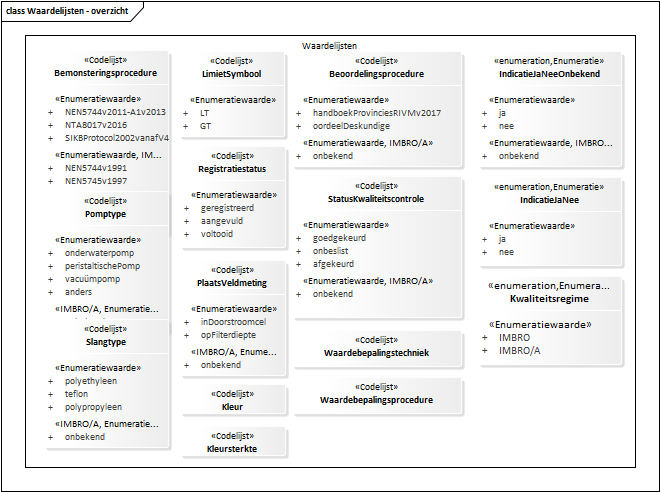 class Waardelijsten - overzicht
Waardelijsten
«Codelijst»
Bemonsteringsprocedure
«Enumeratiewaarde»
+ NEN5744v2011-A1v2013
+ NTA8017v2016
+ SIKBProtocol2002vanafV4
«Enumeratiewaarde, IM...
+ NEN5744v1991
+ NEN5745v1997
«Codelijst»
Pomptype
«Enumeratiewaarde»
+ onderwaterpomp
+ peristaltischePomp
+ vacuümpomp
+ anders
«IMBRO/A, Enumeratie...
«Codelijst»
Slangtype
«Enumeratiewaarde»
+ polyethyleen
+ teflon
+ polypropyleen
«IMBRO/A, Enumeratie...
+ onbekend
«Codelijst»
LimietSymbool
«Enumeratiewaarde»
+ LT
+ GT
«Codelijst»
Registratiestatus
«Enumeratiewaarde»
+ geregistreerd
+ aangevuld
+ voltooid
«Codelijst»
PlaatsVeldmeting
«Enumeratiewaarde»
+ inDoorstroomcel
+ opFilterdiepte
«IMBRO/A, Enume...
+ onbekend
«Codelijst»
Kleur
«Codelijst»
Kleursterkte
«Codelijst»
Beoordelingsprocedure
«Enumeratiewaarde»
+ handboekProvinciesRIVMv2017
+ oordeelDeskundige
«Enumeratiewaarde, IMBRO/A»
+ onbekend
«Codelijst»
StatusKwaliteitscontrole
«Enumeratiewaarde»
+ goedgekeurd
+ onbeslist
+ afgekeurd
«Enumeratiewaarde, IMBRO/A»
+ onbekend
«Codelijst»
Waardebepalingstechniek
«Codelijst»
Waardebepalingsprocedure
«enumeration,Enumeratie»
IndicatieJaNeeOnbekend
«Enumeratiewaarde»
+ ja
+ nee
«Enumeratiewaarde, IMBRO...
+ onbekend
«enumeration,Enumeratie»
IndicatieJaNee
«Enumeratiewaarde»
+ ja
+ nee
«enumeration,Enumera...
Kwaliteitsregime
«Enumeratiewaarde»
+ IMBRO
+ IMBRO/A